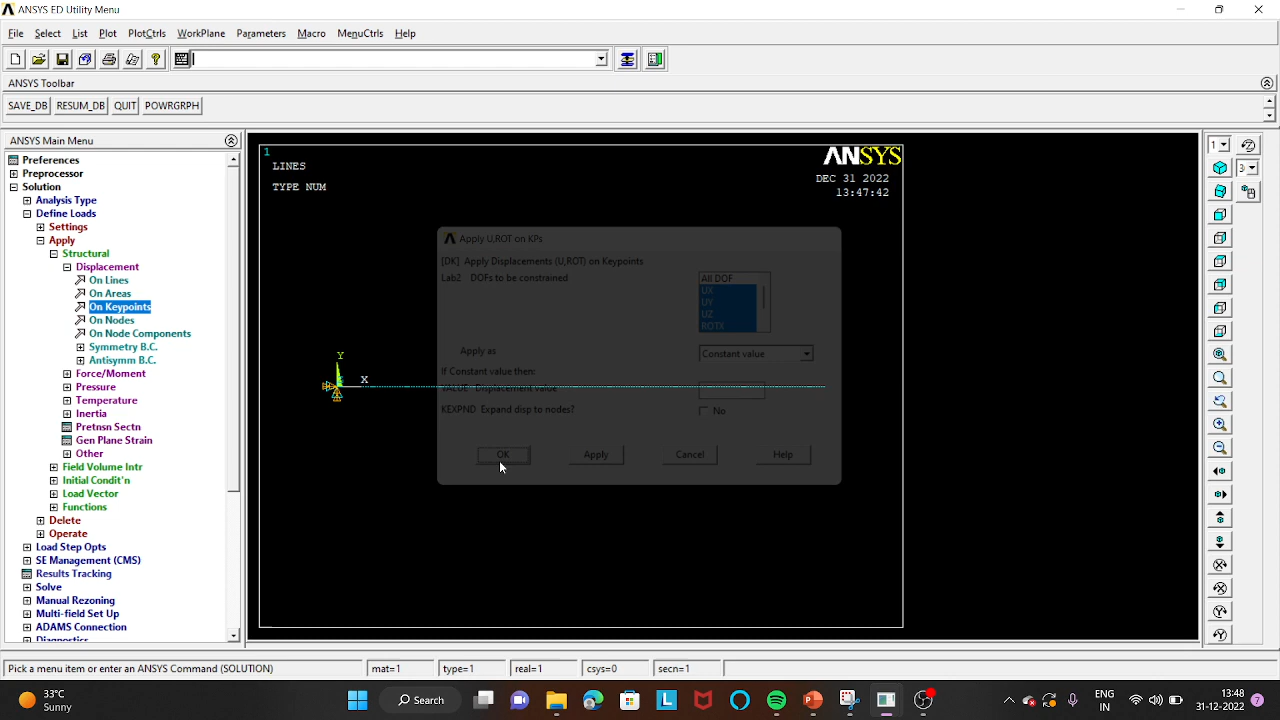 ANSYS ED Utility Menu
File Select List Plot PlotCtrls WorkPlane Parameters Macro MenuCtrls Help
ANSYS Toolbar
SAVE_DB RESUM_DB QUIT POWRGRPH
ANSYS Main Menu
Preferences
Preprocessor
Solution
Analysis Type
Define Loads
Settings
Apply
Structural
Displacement
On Lines
On Areas
On Keypoints
On Nodes
On Node Components
Symmetry B.C.
Antisymm B.C.
Force/Moment
Pressure
Temperature
Inertia
Pretnsn Sectn
Gen Plane Strain
Other
Field Volume Intr
Initial Condit'n
Load Vector
Functions
Delete
Operate
Load Step Opts
SE Management (CMS)
Results Tracking
Solve
Manual Rezoning
Multi-field Set Up
ADAMS Connection
Diagnostics
1
LINES
TYPE NUM
ANSYS
DEC 31 2022
13:47:42
Y
X
Apply U,ROT on KPs
[DK] Apply Displacements (U,ROT) on Keypoints
Lab2 DOFs to be constrained
All DOF
UX
UY
UZ
ROTX
Apply as
Constant value
If Constant value then:
VALUE Displacement value
KEXPND Expand disp to nodes?
No
OK Apply Cancel Help
1
3
Pick a menu item or enter an ANSYS Command (SOLUTION)
mat=1
type=1
real=1
csys=0
secn=1
33°C
Sunny
Search
ENG
IN
13:48
31-12-2022
7